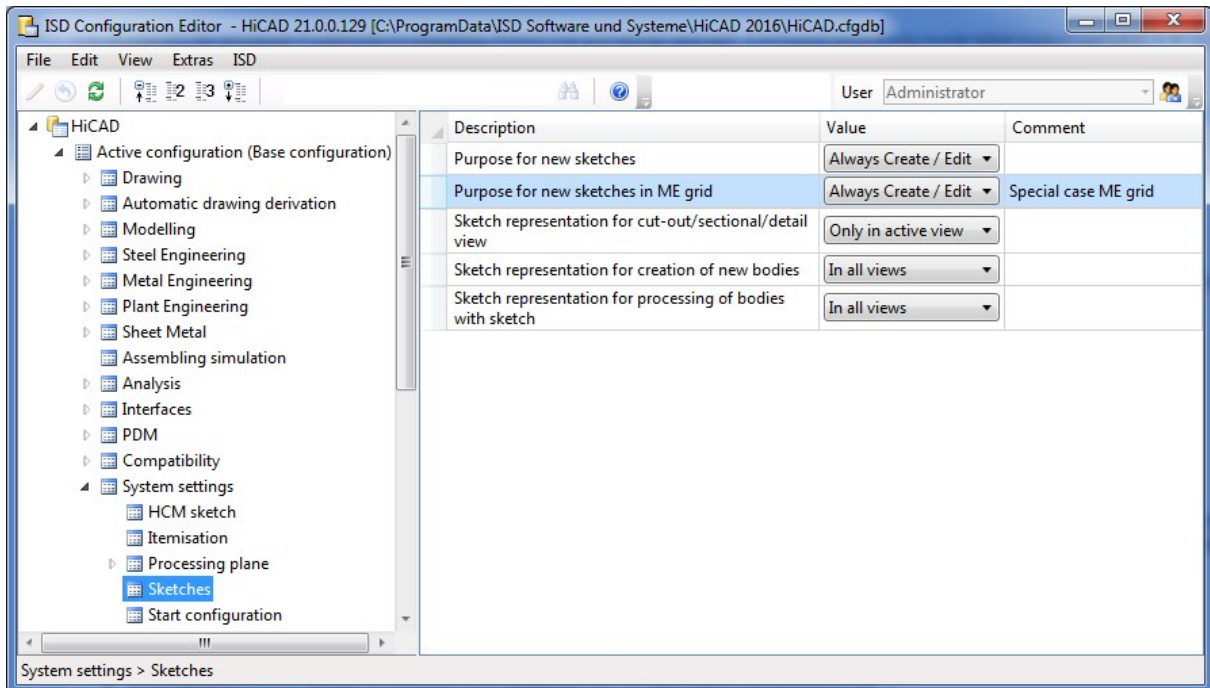 ISD Configuration Editor - HiCAD 21.0.0.129 [C:\ProgramData\ISD Software und Systeme\HiCAD 2016\HiCAD.cfgdb]
File Edit View Extras ISD
2 3
User Administrator
HiCAD
Active configuration (Base configuration)
Drawing
Automatic drawing derivation
Modelling
Steel Engineering
Metal Engineering
Plant Engineering
Sheet Metal
Assembling simulation
Analysis
Interfaces
PDM
Compatibility
System settings
HCM sketch
Itemisation
Processing plane
Sketches
Start configuration
Description Value Comment
Purpose for new sketches Always Create / Edit
Purpose for new sketches in ME grid Always Create / Edit Special case ME grid
Sketch representation for cut-out/sectional/detail
view
Only in active view
Sketch representation for creation of new bodies In all views
Sketch representation for processing of bodies
with sketch
In all views
System settings > Sketches